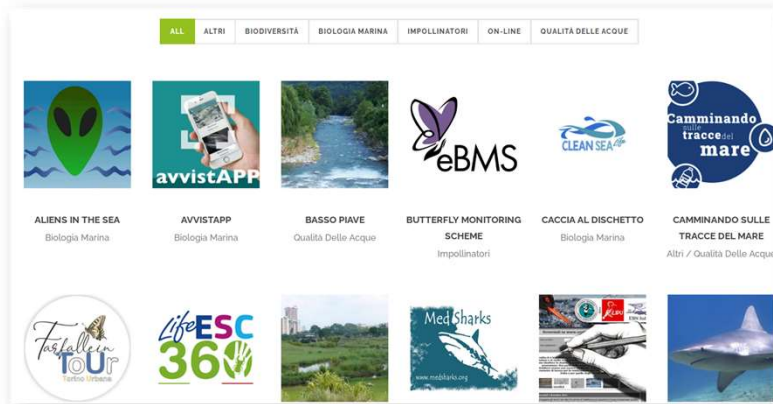 ALL
ALTRI
BIODIVERSITÀ
BIOLOGIA MARINA
IMPOLLINATORI
ON-LINE
QUALITÀ DELLE ACQUE
avvistAPP
eBMS
CLEAN SEA Life
Camminando
sulle
tracce del
mare
ALIENS IN THE SEA
Biologia Marina
AVVISTAPP
Biologia Marina
BASSO PIAVE
Qualità Delle Acque
BUTTERFLY MONITORING
SCHEME
Impollinatori
CACCIA AL DISCHETTO
Biologia Marina
CAMMINANDO SULLE
TRACCE DEL MARE
Altri / Qualità Delle Acque
Farfalle in
TOUr
Torino Urbana
LifeESC
360
MedSharks
www.medsharks.org